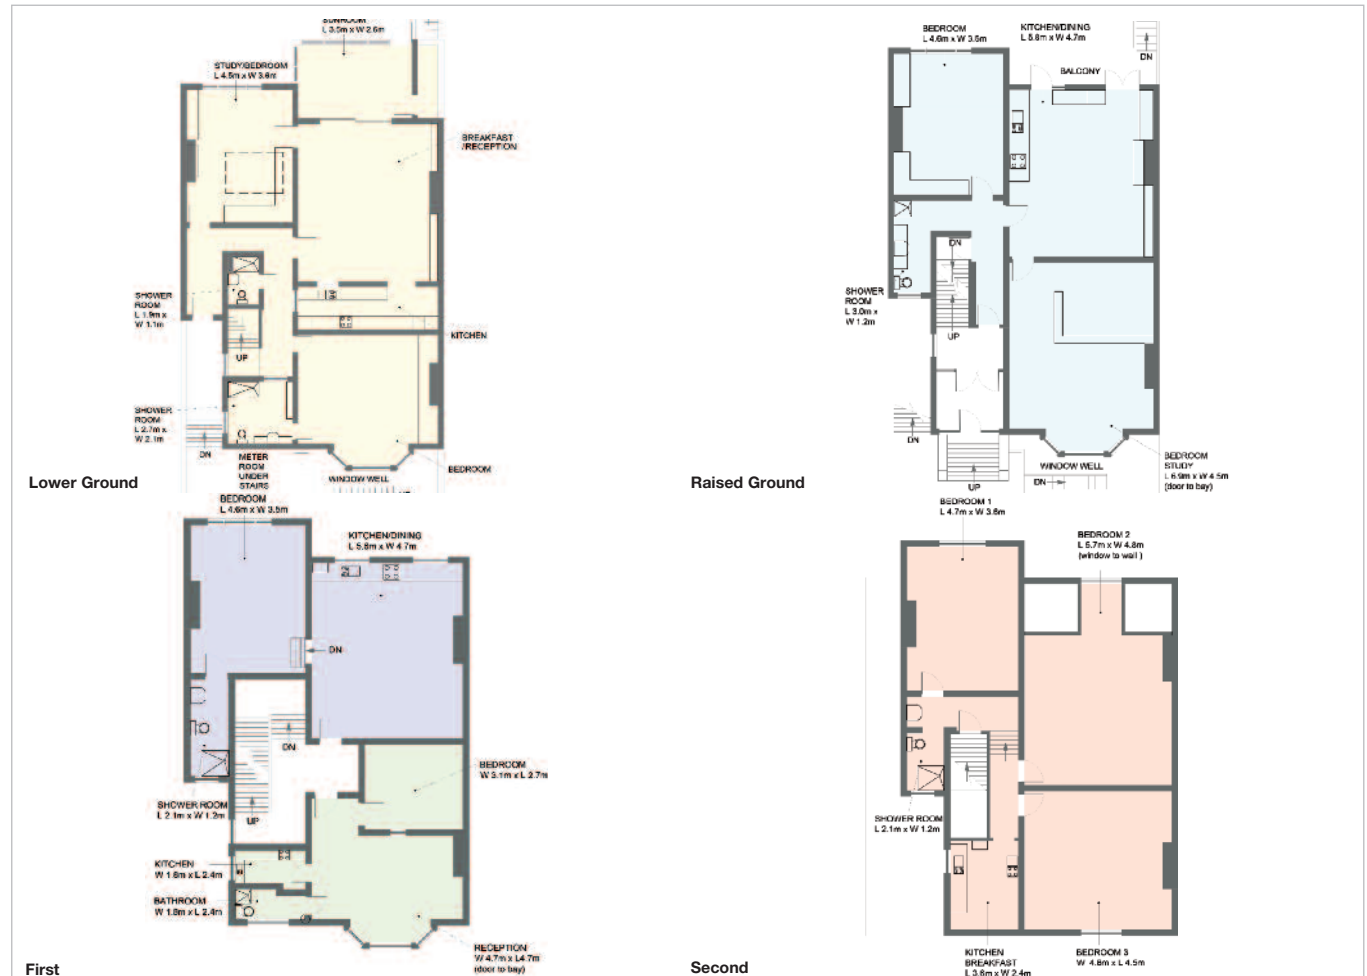 SUNROOM
L 3.5m x W 2.6m
STUDY/BEDROOM
L 4.5m x W 3.6m
BREAKFAST
/RECEPTION
SHOWER
ROOM
L 1.9m x
W 1.1m
KITCHEN
UP
SHOWER
ROOM
L 2.7m x
W 2.1m
DN
METER
ROOM
UNDER
STAIRS
WINDOW WELL
UP
BEDROOM
Lower Ground
BEDROOM
L 4.6m x W 3.5m
KITCHEN/DINING
L 5.8m x W 4.7m
DN
BALCONY
DN
SHOWER
ROOM
L 3.0m x
W 1.2m
UP
DN
WINDOW WELL
DN
UP
BEDROOM
STUDY
L 6.9m x W 4.5m
(door to bay)
Raised Ground
BEDROOM
L 4.6m x W 3.5m
KITCHEN/DINING
L 5.8m x W 4.7m
DN
DN
BEDROOM
W 3.1m x L 2.7m
SHOWER ROOM
L 2.1m x W 1.2m
UP
KITCHEN
W 1.8m x L 2.4m
BATHROOM
W 1.8m x L 2.4m
RECEPTION
W 4.7m x L4.7m
(door to bay)
First
BEDROOM 1
L 4.7m x W 3.6m
BEDROOM 2
L 5.7m x W 4.8m
(window to wall )
SHOWER ROOM
L 2.1m x W 1.2m
KITCHEN
BREAKFAST
L 3.6m x W 2.4m
BEDROOM 3
W 4.8m x L 4.5m
Second